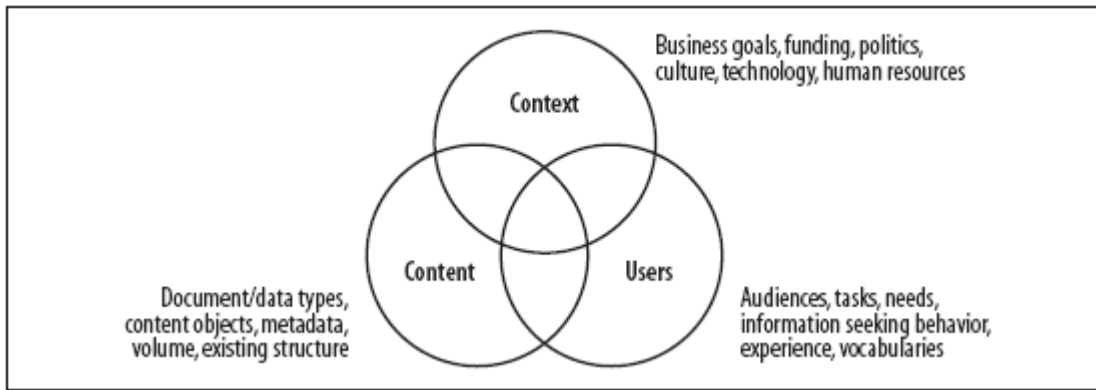 Business goals, funding, politics,
culture, technology, human resources
Context
Content
Users
Document/data types,
content objects, metadata,
volume, existing structure
Audiences, tasks, needs,
information seeking behavior,
experience, vocabularies